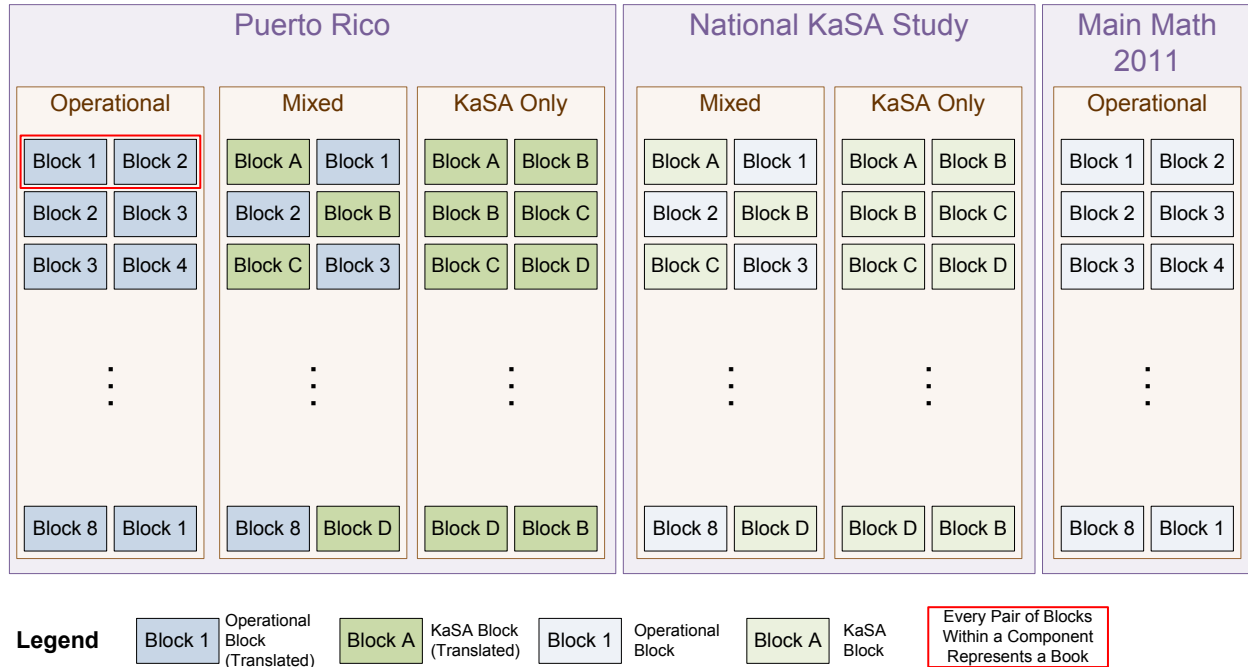 Puerto Rico
National KaSA Study
Main Math
2011
Operational
Mixed
KaSA Only
Mixed
KaSA Only
Operational
Block 1 Block 2 Block A Block 1 Block A Block B Block A Block 1 Block A Block B Block 1 Block 2
Block 2 Block 3 Block 2 Block B Block B Block C Block 2 Block B Block B Block C Block 2 Block 3
Block 3 Block 4 Block C Block 3 Block C Block D Block C Block 3 Block C Block D Block 3 Block 4
Block 8 Block 1 Block 8 Block D Block D Block B Block 8 Block D Block D Block B Block 8 Block 1
Legend
Block 1
Operational
Block
(Translated)
Block A
KaSA Block
(Translated)
Block 1
Operational
Block
Block A
KaSA
Block
Every Pair of Blocks
Within a Component
Represents a Book